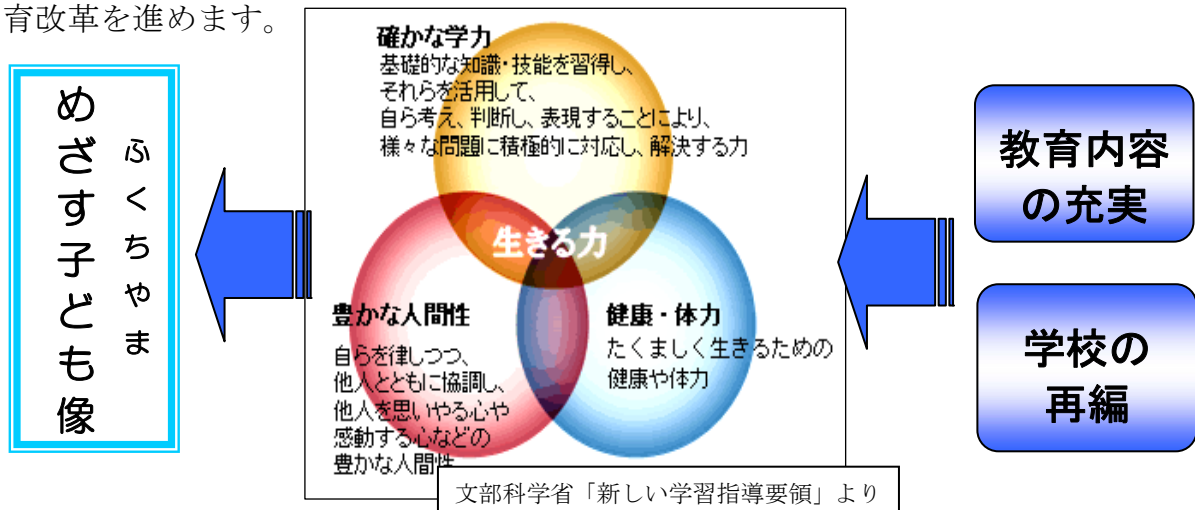 育改革を進めます。
ふくちやま
めざす子ども像
確かな学力
基礎的な知識・技能を習得し、
それらを活用して、
自ら考え、判断し、表現することにより、
様々な問題に積極的に対応し、解決する力
生きる力
豊かな人間性
自らを律しつつ、
他人とともに協調し、
他人を思いやる心や
感動する心などの
豊かな人間性
健康・体力
たくましく生きるための
健康や体力
文部科学省「新しい学習指導要領」より
教育内容
の充実
学校の
再編